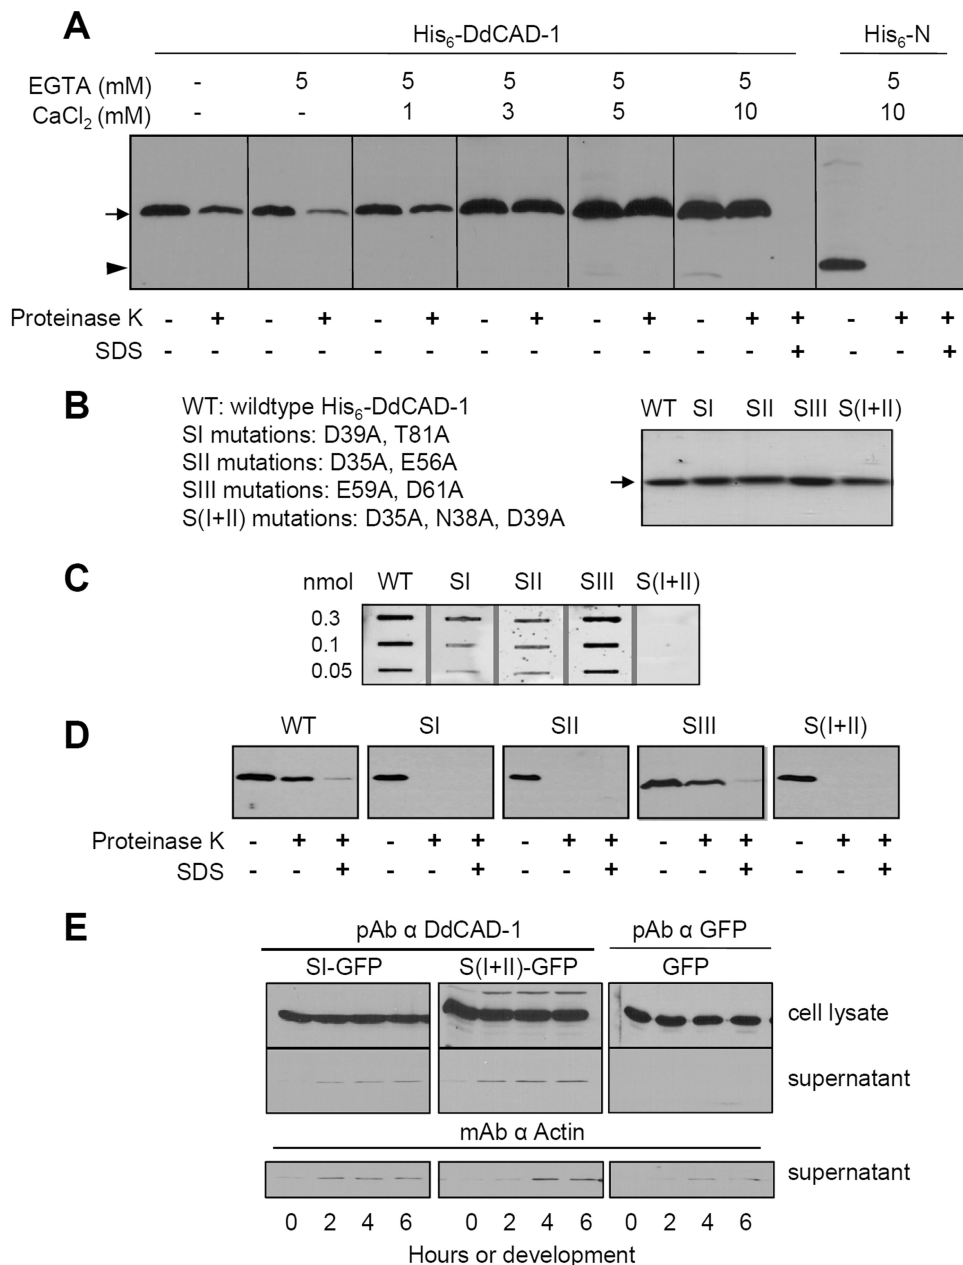 A
His6-DdCAD-1 His6-N
EGTA (mM) - 5 5 5 5 5 5
CaCl2 (mM) - - 1 3 5 10 10
Proteinase K - + - + - + - + - + - + + - + +
SDS - - - - - - - - - - - - + - - +
B
WT: wildtype His6-DdCAD-1
SI mutations: D39A, T81A
SII mutations: D35A, E56A
SIII mutations: E59A, D61A
S(I+II) mutations: D35A, N38A, D39A
WT SI SII SIII S(I+II)
C
nmol WT SI SII SIII S(I+II)
0.3
0.1
0.05
D
WT SI SII SIII S(I+II)
Proteinase K - + + - + + - + + - + + - + +
SDS - - + - - + - - + - - + - - +
E
pAb α DdCAD-1 pAb α GFP
SI-GFP S(I+II)-GFP GFP
cell lysate
supernatant
mAb α Actin
supernatant
0 2 4 6 0 2 4 6 0 2 4 6
Hours or development